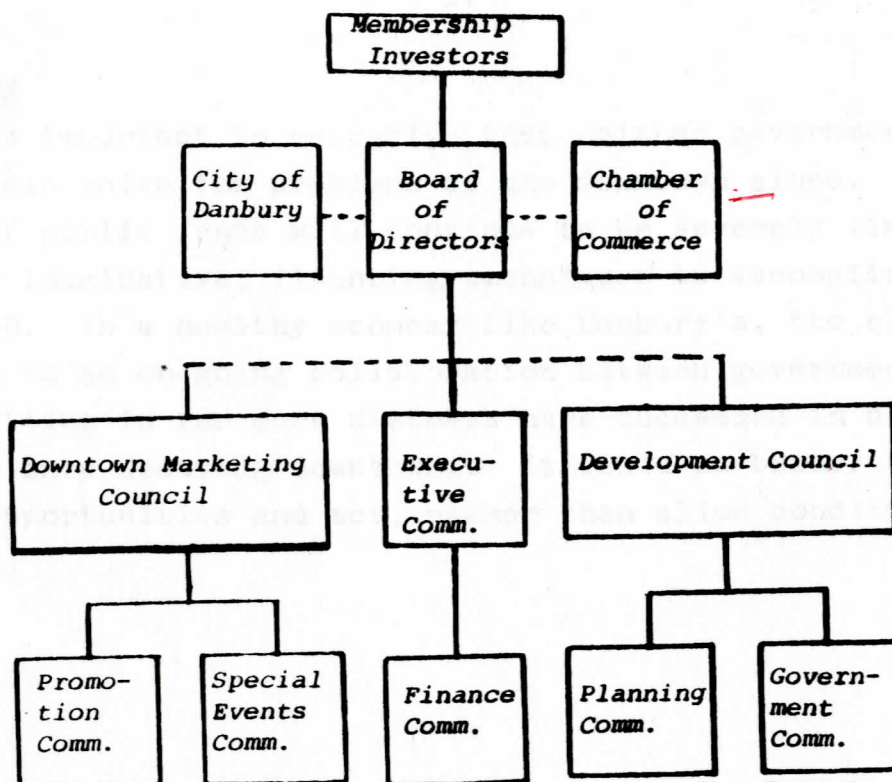 Membership
Investors
City of
Danbury
Board
of
Directors
Chamber
of
Commerce
Downtown Marketing
Council
Execu-
tive
Comm.
Development Council
Promo-
tion
Comm.
Special
Events
Comm.
Finance
Comm.
Planning
Comm.
Govern-
ment
Comm.